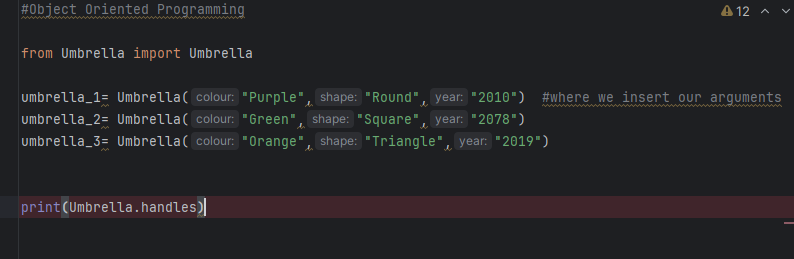 #Object Oriented Programming
12
from Umbrella import Umbrella
umbrella_1= Umbrella( colour: "Purple", shape: "Round", year: "2010")  #where we insert our arguments
umbrella_2= Umbrella( colour: "Green", shape: "Square", year: "2078")
umbrella_3= Umbrella( colour: "Orange", shape: "Triangle", year: "2019")
print(Umbrella.handles)